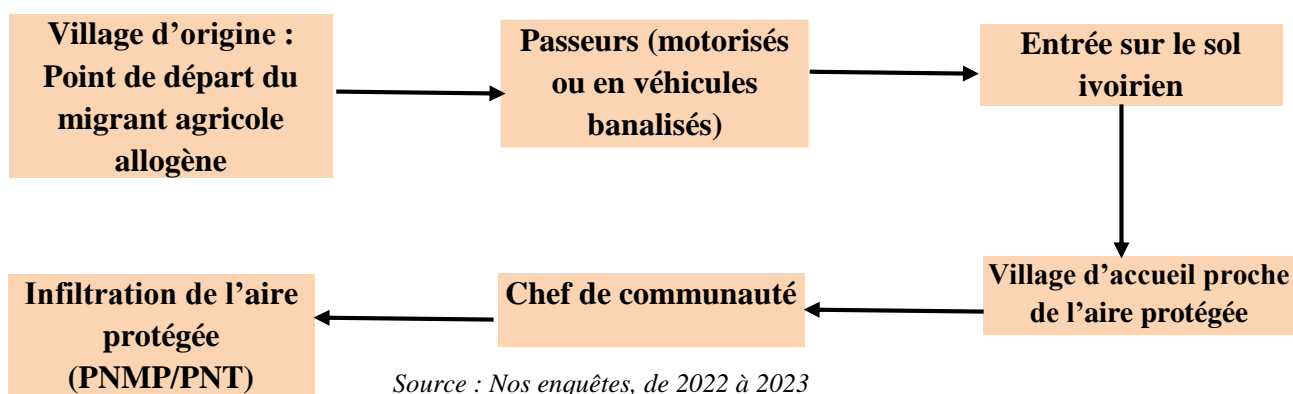 Village d’origine :
Point de départ du
migrant agricole
allogène
Passeurs (motorisés
ou en véhicules
banalisés)
Entrée sur le sol
ivoirien
Village d’accueil proche
de l’aire protégée
Chef de communauté
Infiltration de l’aire
protégée
(PNMP/PNT)
Source : Nos enquêtes, de 2022 à 2023